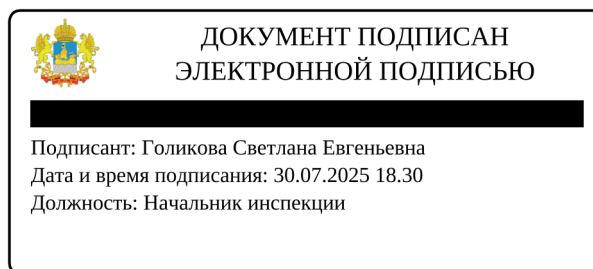 ДОКУМЕНТ ПОДПИСАН
ЭЛЕКТРОННОЙ ПОДПИСЬЮ
Подписант: Голикова Светлана Евгеньевна
Дата и время подписания: 30.07.2025 18.30
Должность: Начальник инспекции